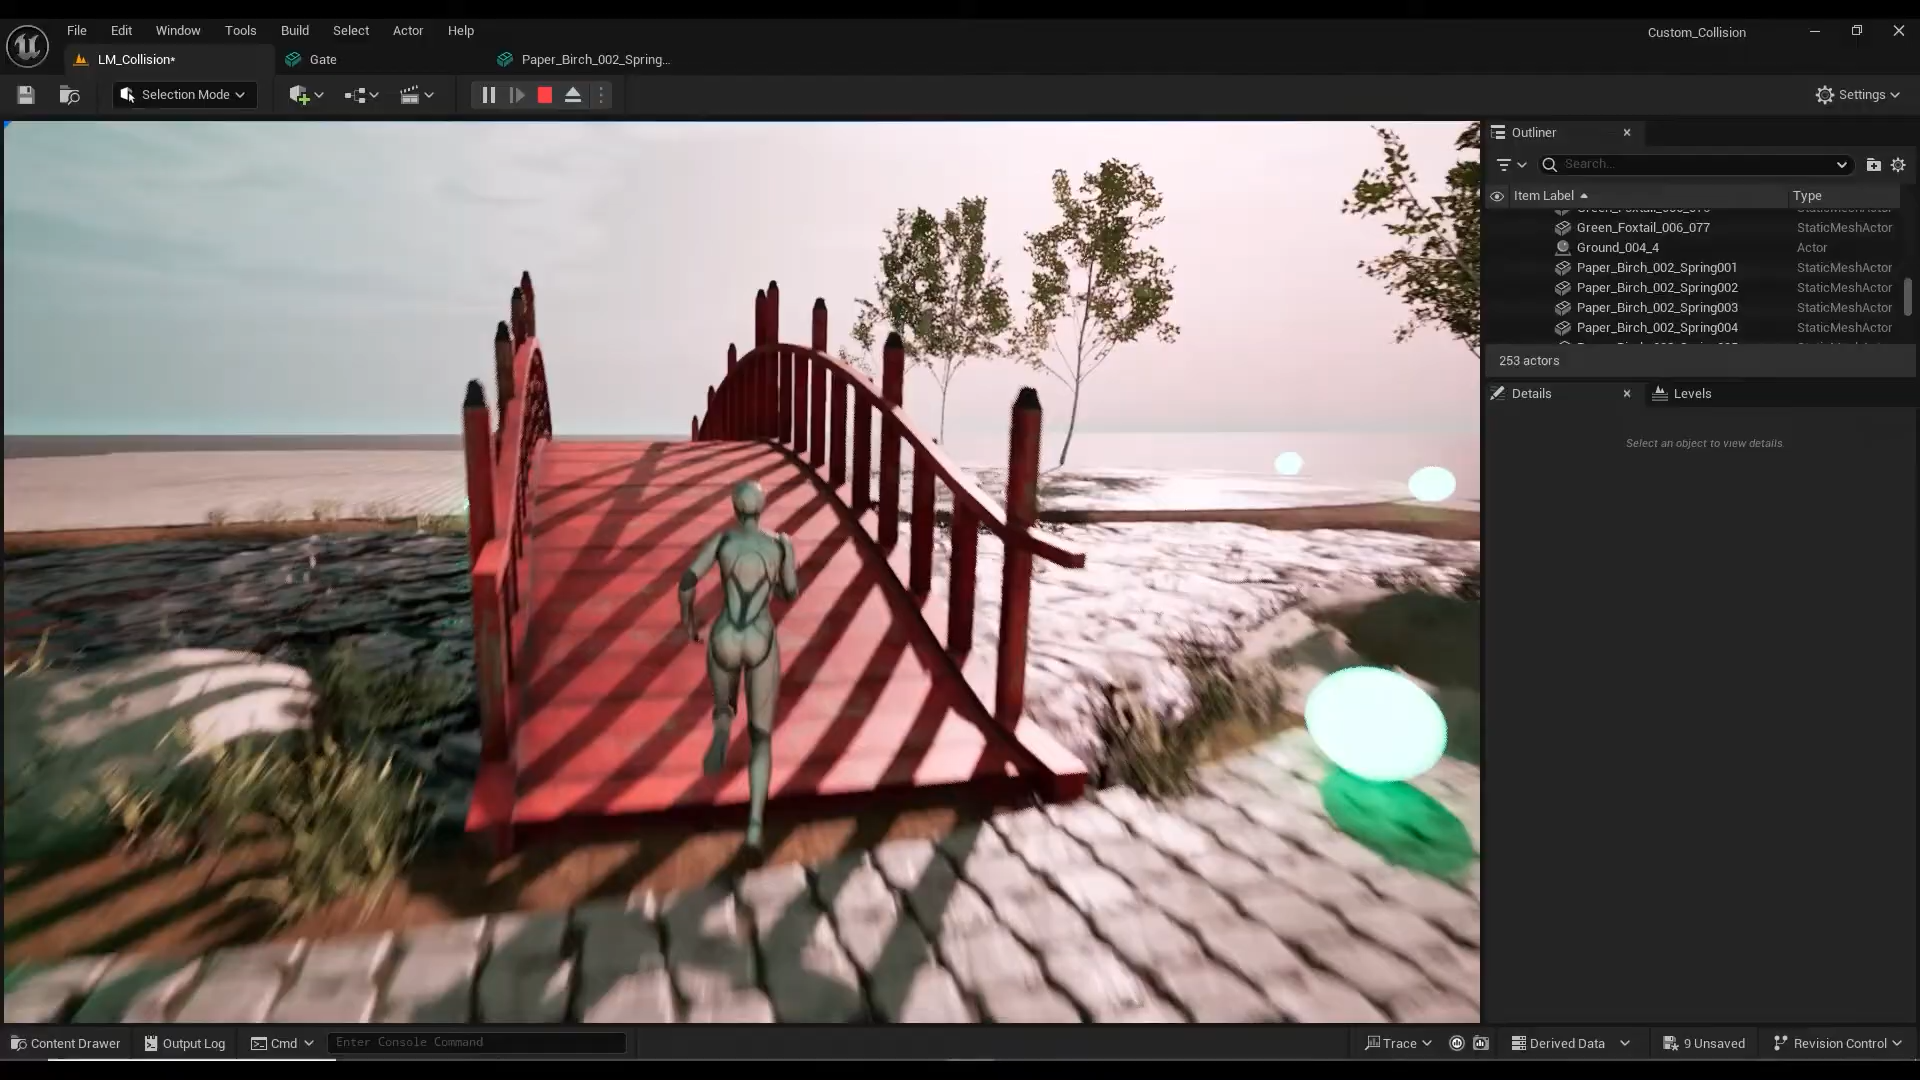 File Edit Window Tools Build Select Actor Help
Custom_Collision
LM_Collision* Gate Paper_Birch_002_Spring...
Selection Mode Settings
Outliner
Search...
Item Label Type
Green_Foxtail_006_077 StaticMeshActor
Ground_004_4 Actor
Paper_Birch_002_Spring001 StaticMeshActor
Paper_Birch_002_Spring002 StaticMeshActor
Paper_Birch_002_Spring003 StaticMeshActor
Paper_Birch_002_Spring004 StaticMeshActor
253 actors
Details Levels
Select an object to view details.
Content Drawer Output Log Cmd Enter Console Command Trace Derived Data 9 Unsaved Revision Control